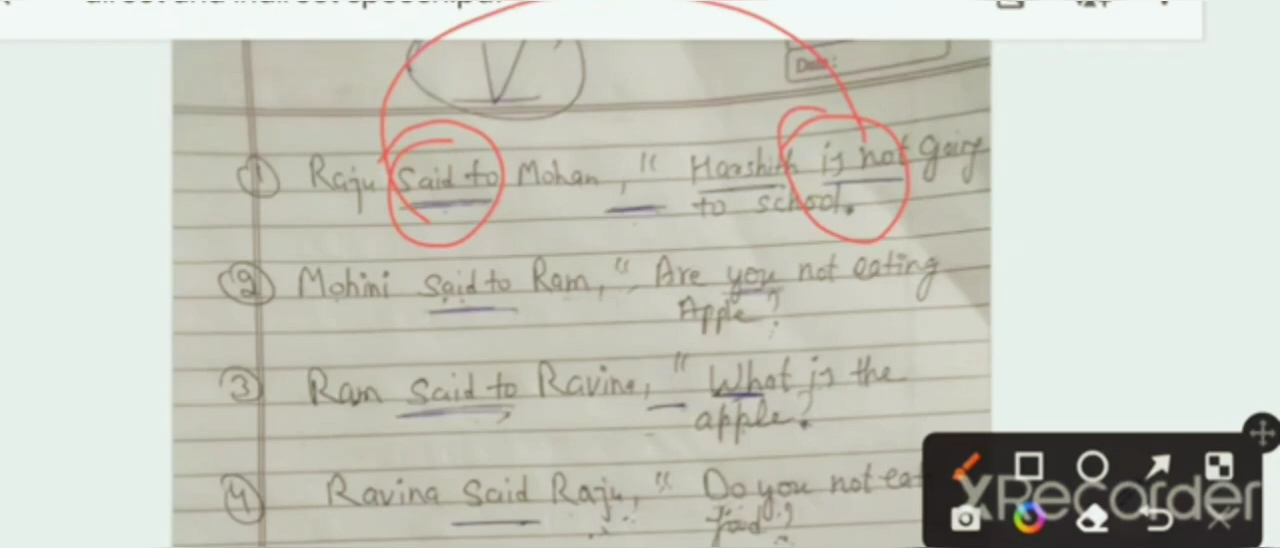 Date:
① Raju said to Mohan, " Harshith is not going
to school.
② Mohini said to Ram, " Are you not eating
Apple?
③ Ram said to Ravina, " What is the
apple?
④ Ravina said Raju, " Do you not eat
food?
XRecorder